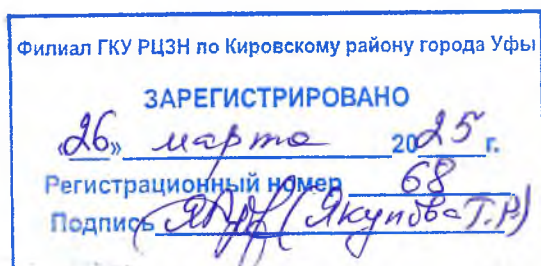 Филиал ГКУ РЦЗН по Кировскому району города Уфы
ЗАРЕГИСТРИРОВАНО
«26» марта 2025 г.
Регистрационный номер 68
Подпись (Якупова Т.Р.)